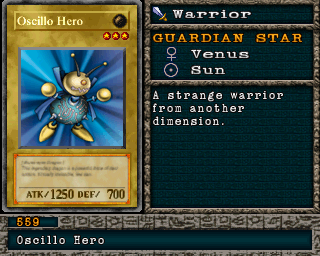 Oscillo Hero
ATK/1250 DEF/ 700
Warrior
GUARDIAN STAR
Venus
Sun
A strange warrior
from another
dimension.
559
Oscillo Hero